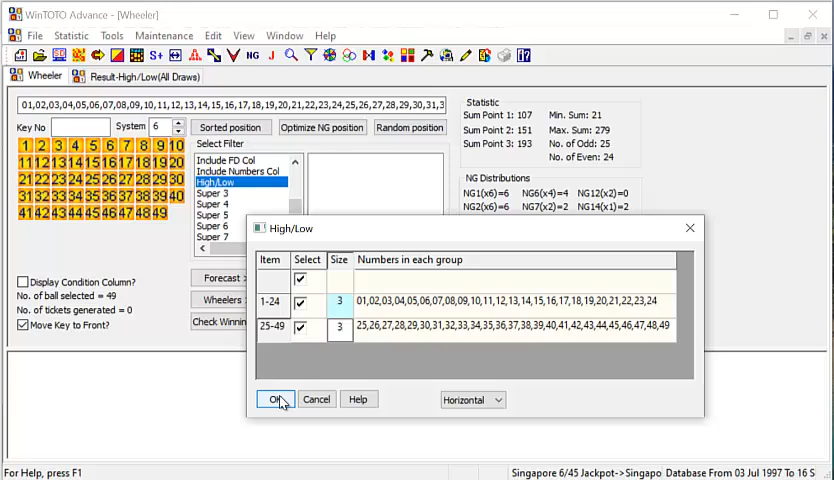 WinTOTO Advance - [Wheeler]
File Statistic Tools Maintenance Edit View Window Help
S+ NG J
Wheeler Result-High/Low(All Draws)
01,02,03,04,05,06,07,08,09,10,11,12,13,14,15,16,17,18,19,20,21,22,23,24,25,26,27,28,29,30,31,3
Key No System 6 Sorted position Optimize NG position Random position
1 2 3 4 5 6 7 8 9 10
11 12 13 14 15 16 17 18 19 20
21 22 23 24 25 26 27 28 29 30
31 32 33 34 35 36 37 38 39 40
41 42 43 44 45 46 47 48 49
Select Filter
Include FD Col
Include Numbers Col
High/Low
Super 3
Super 4
Super 5
Super 6
Super 7
Statistic
Sum Point 1: 107 Min. Sum: 21
Sum Point 2: 151 Max. Sum: 279
Sum Point 3: 193 No. of Odd: 25
No. of Even: 24
NG Distributions
NG1(x6)=6 NG6(x4)=4 NG12(x2)=0
NG2(x6)=6 NG7(x2)=2 NG14(x1)=2
Display Condition Column?
No. of ball selected = 49
No. of tickets generated = 0
Move Key to Front?
Forecast >
Wheelers >
Check Winnin
High/Low
Item Select Size Numbers in each group
1-24 3 01,02,03,04,05,06,07,08,09,10,11,12,13,14,15,16,17,18,19,20,21,22,23,24
25-49 3 25,26,27,28,29,30,31,32,33,34,35,36,37,38,39,40,41,42,43,44,45,46,47,48,49
OK Cancel Help Horizontal
For Help, press F1
Singapore 6/45 Jackpot->Singapo Database From 03 Jul 1997 To 16 S